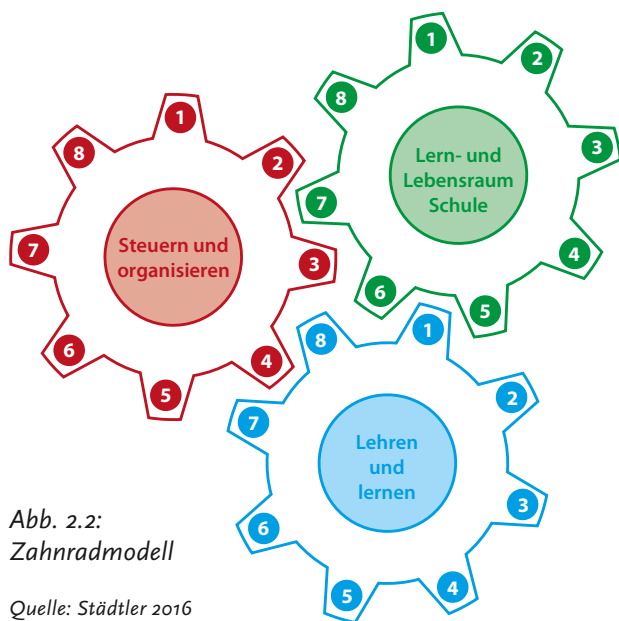 1
2
3
4
5
6
7
8
Lern- und
Lebensraum
Schule
1
2
3
4
5
6
7
8
Steuern und
organisieren
1
2
3
4
5
6
7
8
Lehren
und
lernen
Abb. 2.2:
Zahnradmodell
Quelle: Städtler 2016